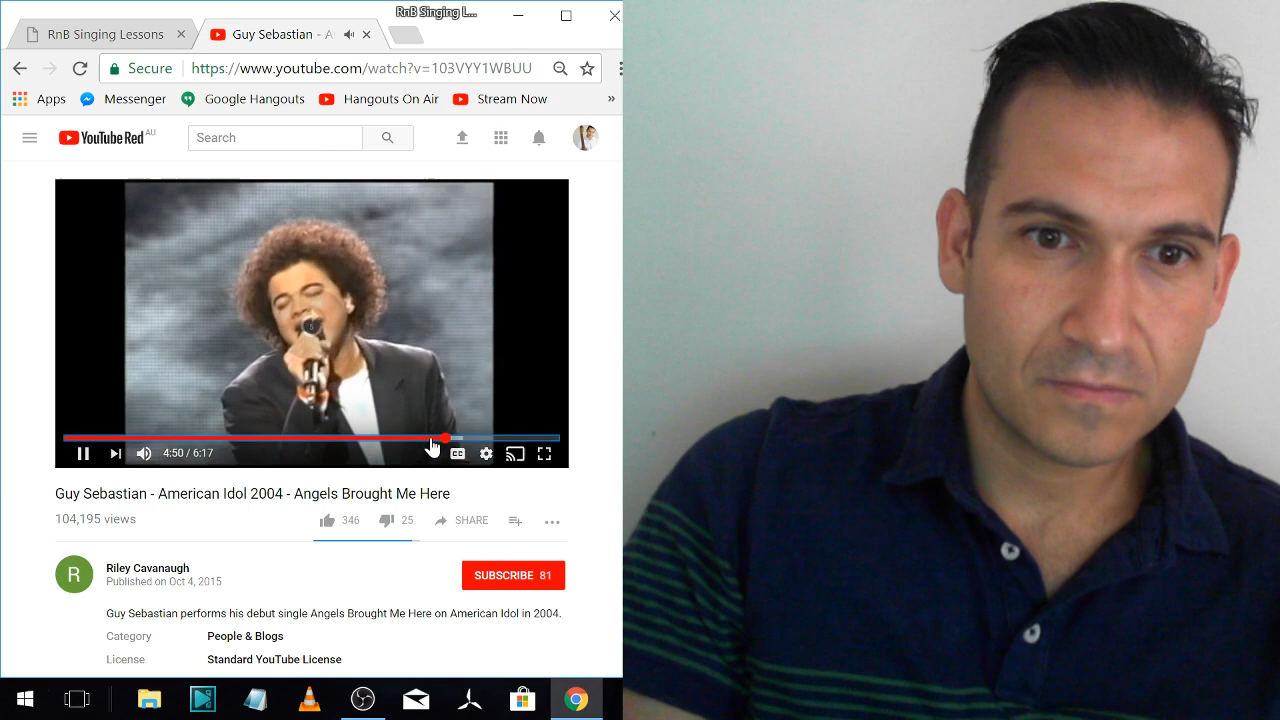 RnB Singing L...
RnB Singing Lessons
Guy Sebastian - A
Secure
https://www.youtube.com/watch?v=103VYY1WBUU
Apps
Messenger
Google Hangouts
Hangouts On Air
Stream Now
»
YouTube Red AU
Search
4:50 / 6:17
CC
Guy Sebastian - American Idol 2004 - Angels Brought Me Here
104,195 views
346
25
SHARE
R
Riley Cavanaugh
Published on Oct 4, 2015
SUBSCRIBE 81
Guy Sebastian performs his debut single Angels Brought Me Here on American Idol in 2004.
Category
People & Blogs
License
Standard YouTube License